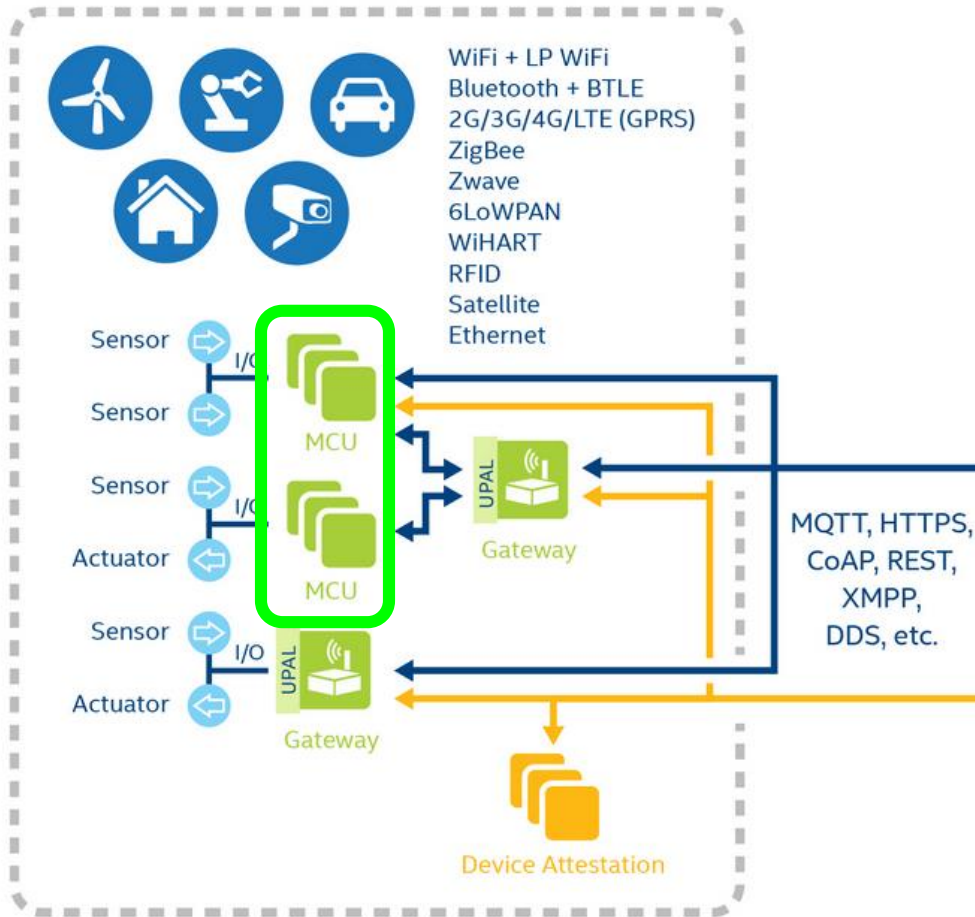 WiFi + LP WiFi
Bluetooth + BTLE
2G/3G/4G/LTE (GPRS)
ZigBee
Zwave
6LoWPAN
WiHART
RFID
Satellite
Ethernet
Sensor
I/O
Sensor
MCU
Sensor
I/O
Actuator
MCU
UPAL
Gateway
MQTT, HTTPS,
CoAP, REST,
XMPP,
DDS, etc.
Sensor
I/O
Actuator
UPAL
Gateway
Device Attestation